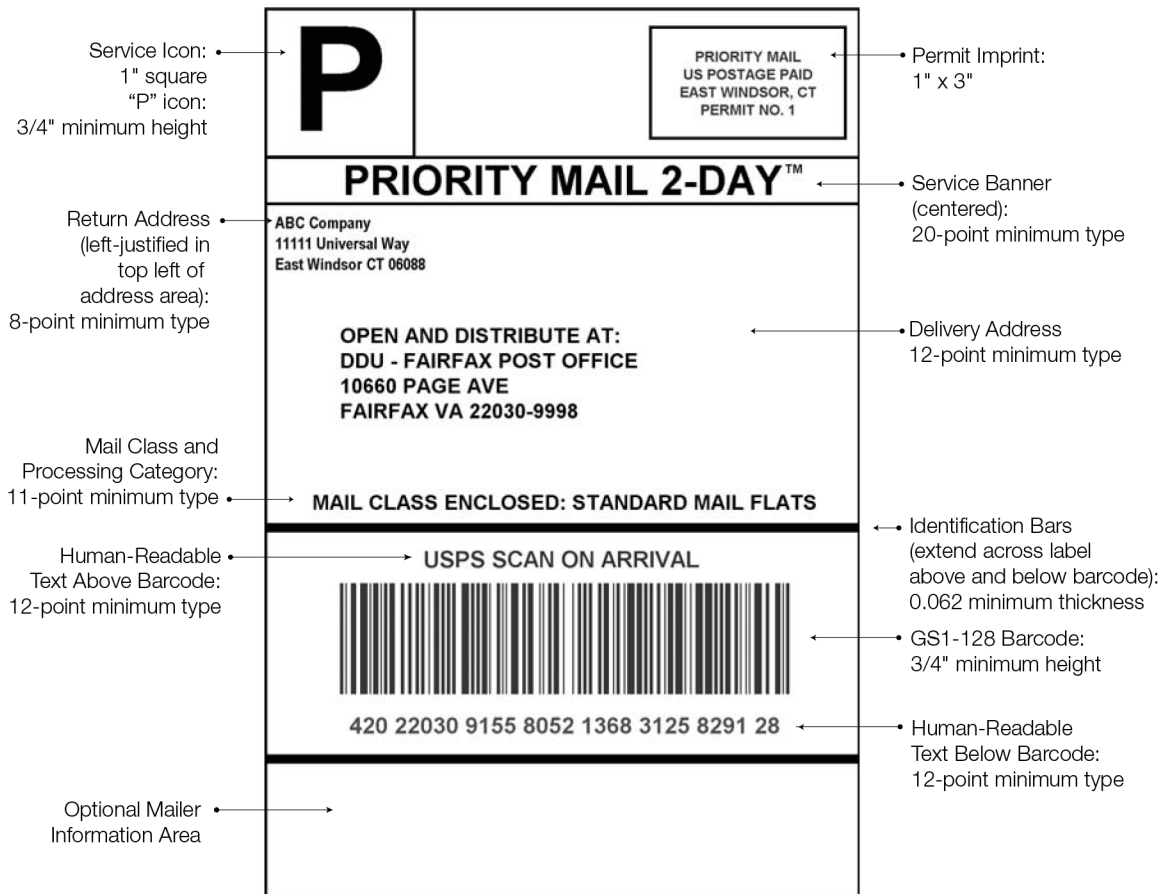 Service Icon:
1" square
“P” icon:
3/4" minimum height
P
PRIORITY MAIL
US POSTAGE PAID
EAST WINDSOR, CT
PERMIT NO. 1
Permit Imprint:
1" x 3"
PRIORITY MAIL 2-DAY™
Service Banner
(centered):
20-point minimum type
Return Address
(left-justified in
top left of
address area):
8-point minimum type
ABC Company
11111 Universal Way
East Windsor CT 06088
OPEN AND DISTRIBUTE AT:
DDU - FAIRFAX POST OFFICE
10660 PAGE AVE
FAIRFAX VA 22030-9998
Delivery Address
12-point minimum type
Mail Class and
Processing Category:
11-point minimum type
MAIL CLASS ENCLOSED: STANDARD MAIL FLATS
Identification Bars
(extend across label
above and below barcode):
0.062 minimum thickness
Human-Readable
Text Above Barcode:
12-point minimum type
USPS SCAN ON ARRIVAL
GS1-128 Barcode:
3/4" minimum height
420 22030 9155 8052 1368 3125 8291 28
Human-Readable
Text Below Barcode:
12-point minimum type
Optional Mailer
Information Area